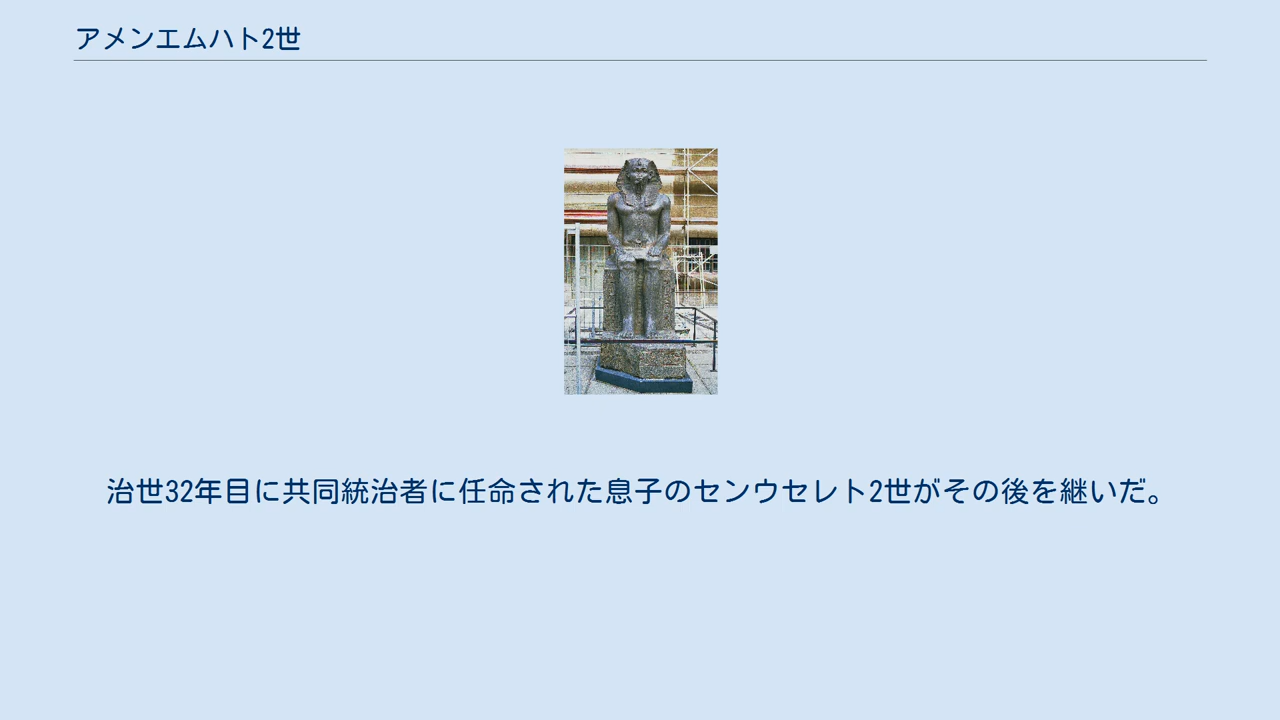 アメンエムハト2世
治世32年目に共同統治者に任命された息子のセンウセレト2世がその後を継いだ。